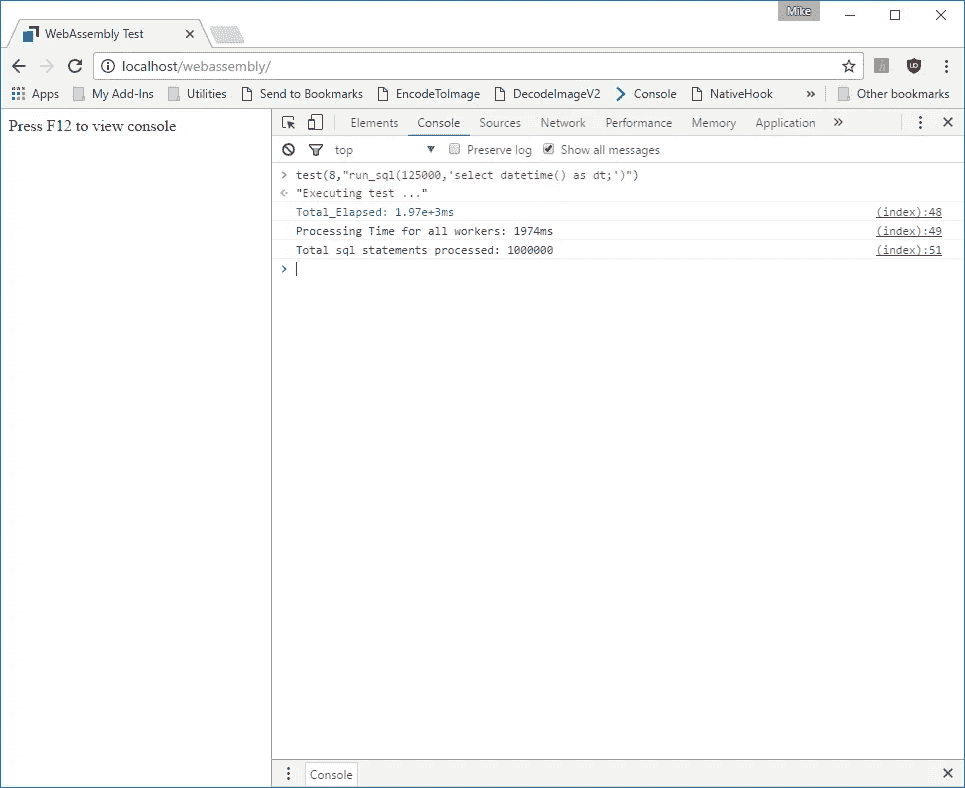 Mike
WebAssembly Test
localhost/webassembly/
Apps My Add-Ins Utilities Send to Bookmarks EncodeToImage DecodeImageV2 Console NativeHook » Other bookmarks
Press F12 to view console
Elements Console Sources Network Performance Memory Application »
top Preserve log Show all messages
> test(8,"run_sql(125000,'select datetime() as dt;')")
"Executing test ..."
Total_Elapsed: 1.97e+3ms (index):48
Processing Time for all workers: 1974ms (index):49
Total sql statements processed: 1000000 (index):51
>
Console